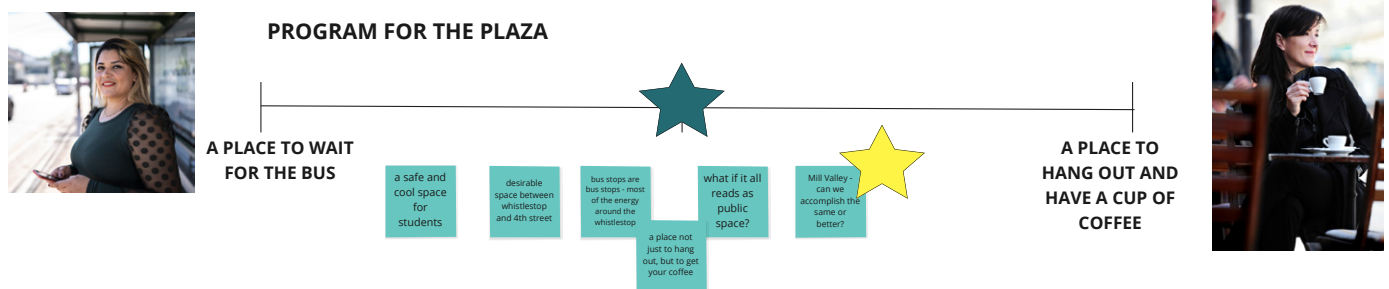 PROGRAM FOR THE PLAZA
A PLACE TO WAIT
FOR THE BUS
A PLACE TO
HANG OUT AND
HAVE A CUP OF
COFFEE
a safe and
cool space
for
students
desirable
space between
whistlestop
and 4th street
bus stops are
bus stops - most
of the energy
around the
whistlestop
a place not
just to hang
out, but to get
your coffee
what if it all
reads as
public
space?
Mill Valley -
can we
accomplish the
same or
better?